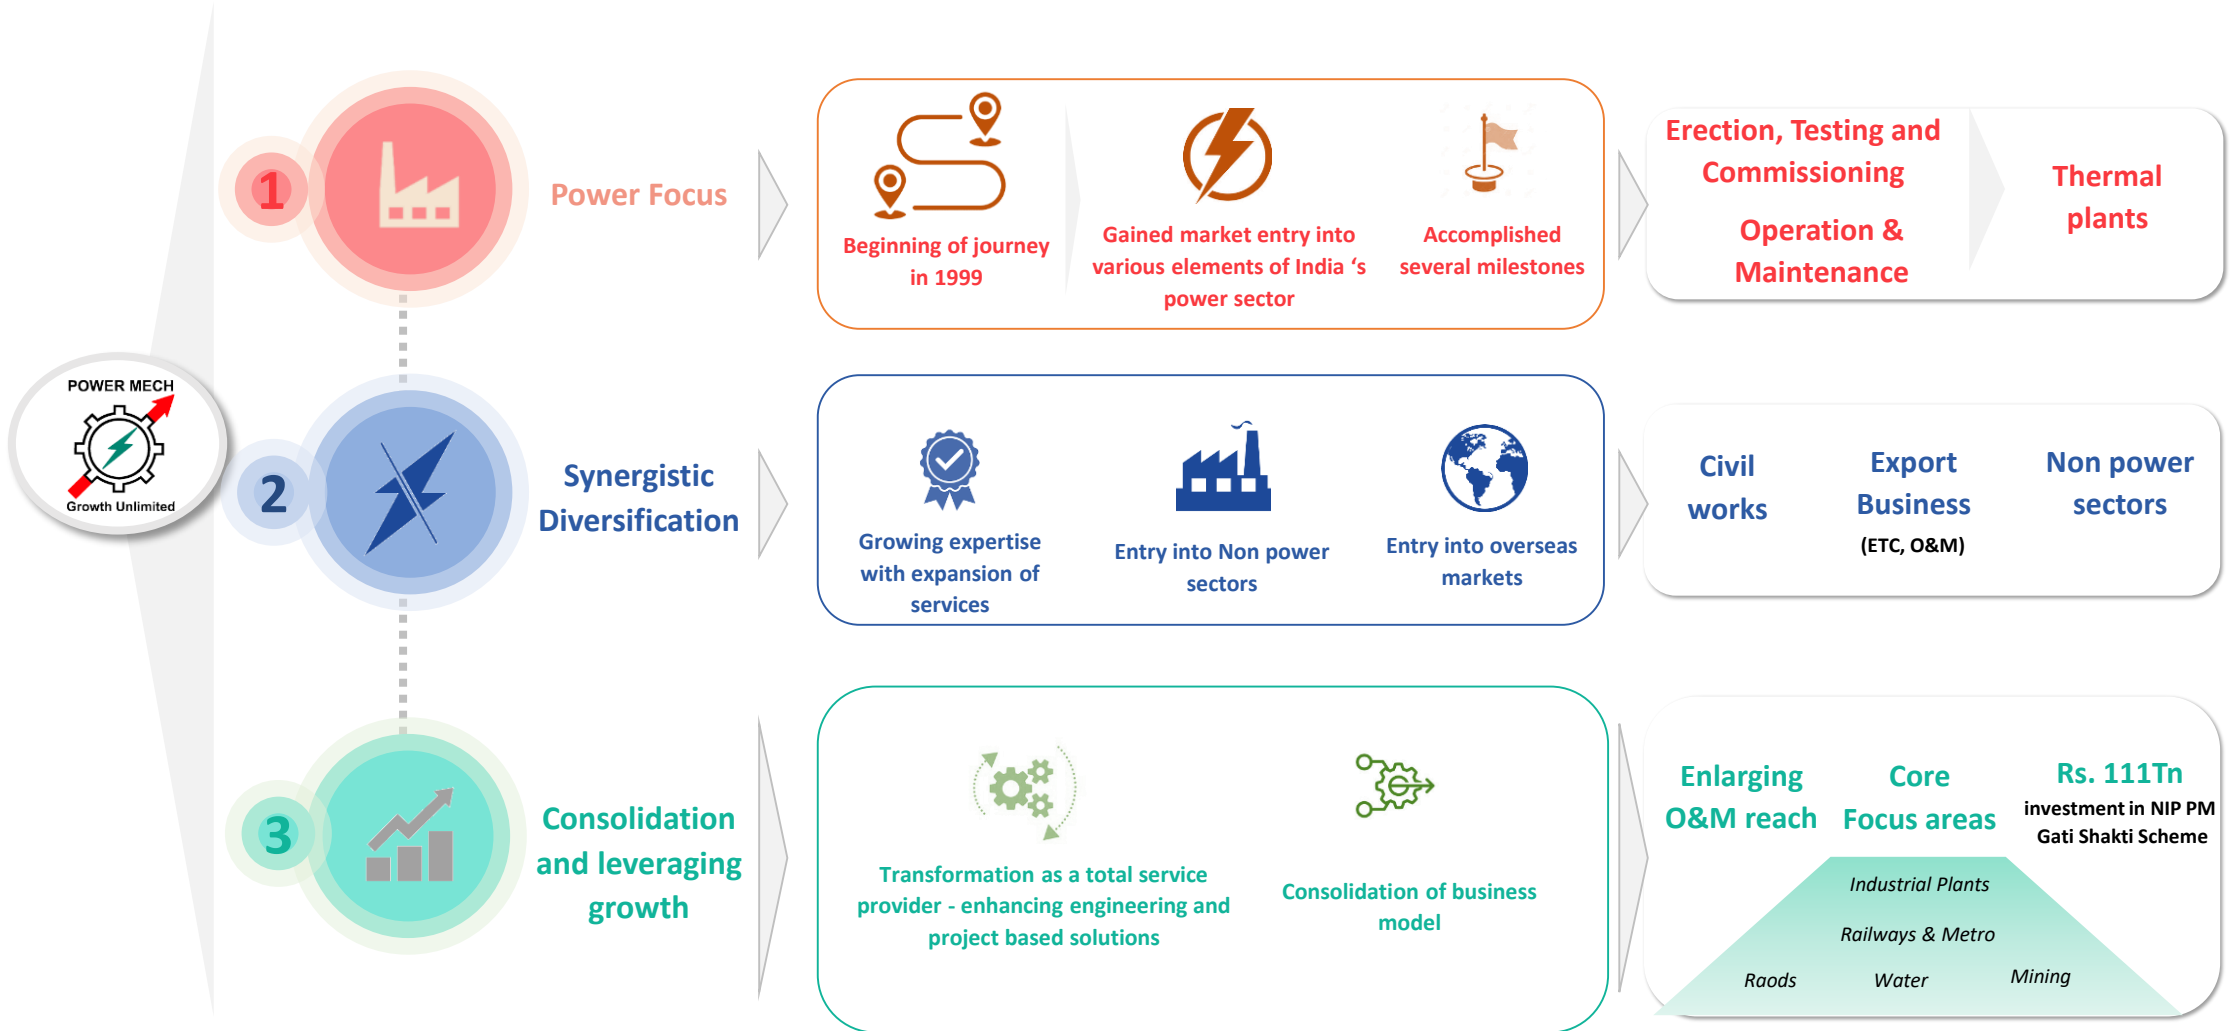 POWER MECH
Growth Unlimited
1
Power Focus
Beginning of journey
in 1999
Gained market entry into
various elements of India ‘s
power sector
Accomplished
several milestones
Erection, Testing and
Commissioning
Operation &
Maintenance
Thermal
plants
2
Synergistic
Diversification
Growing expertise
with expansion of
services
Entry into Non power
sectors
Entry into overseas
markets
Civil
works
Export
Business
(ETC, O&M)
Non power
sectors
3
Consolidation
and leveraging
growth
Transformation as a total service
provider - enhancing engineering and
project based solutions
Consolidation of business
model
Enlarging
O&M reach
Core
Focus areas
Rs. 111Tn
investment in NIP PM
Gati Shakti Scheme
Industrial Plants
Railways & Metro
Raods
Water
Mining